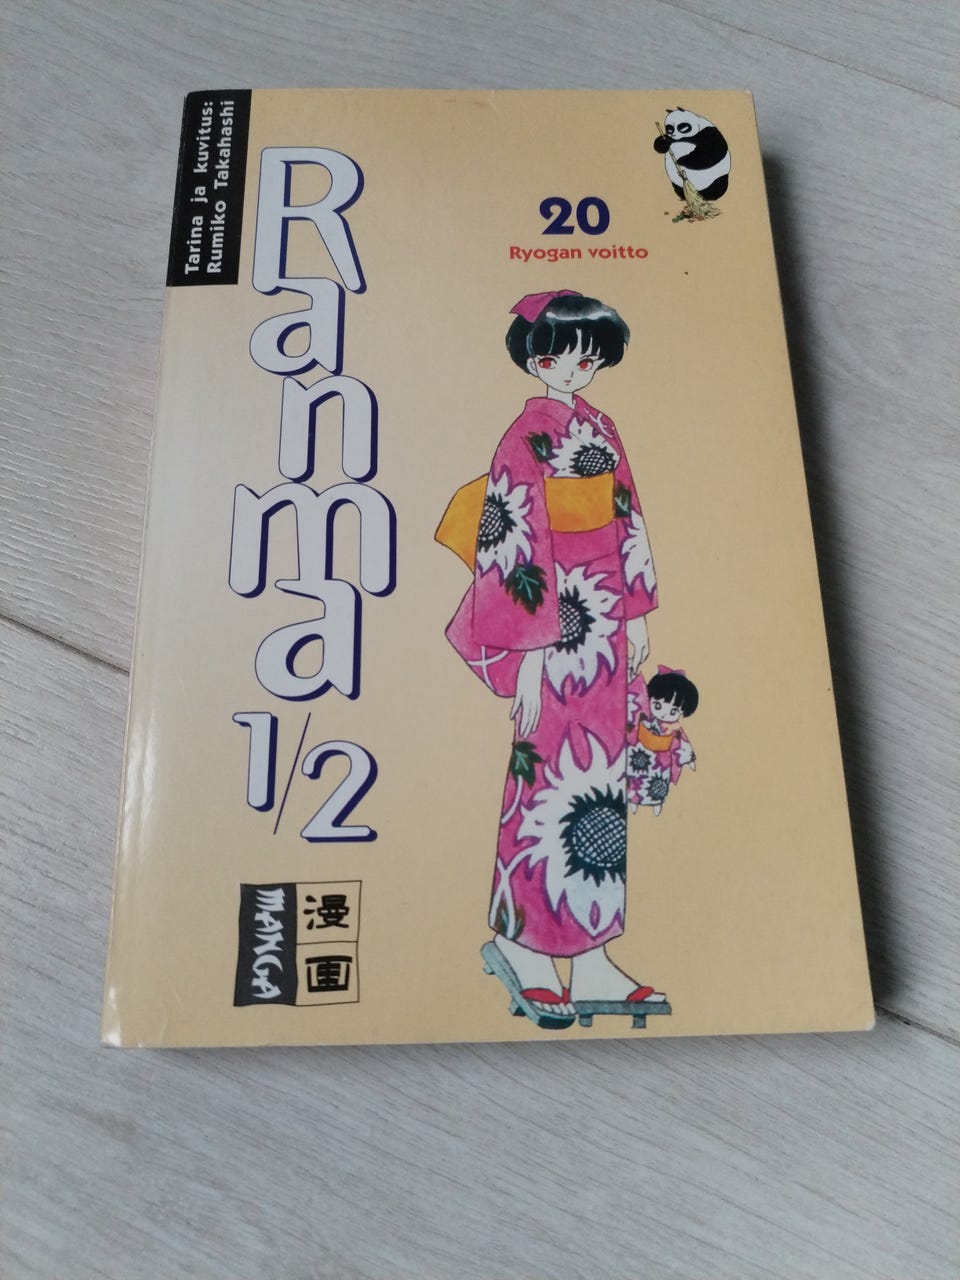 Tarina ja kuvitus:
Rumiko Takahashi
Ranma
1/2
20
Ryogan voitto
MANGA
漫画